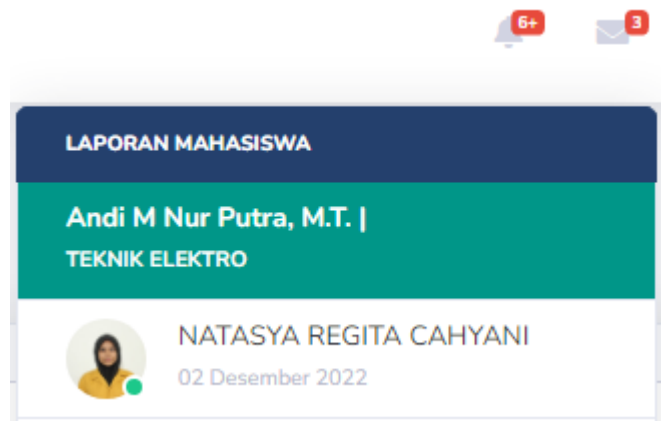 6+
3
LAPORAN MAHASISWA
Andi M Nur Putra, M.T. |
TEKNIK ELEKTRO
NATASYA REGITA CAHYANI
02 Desember 2022